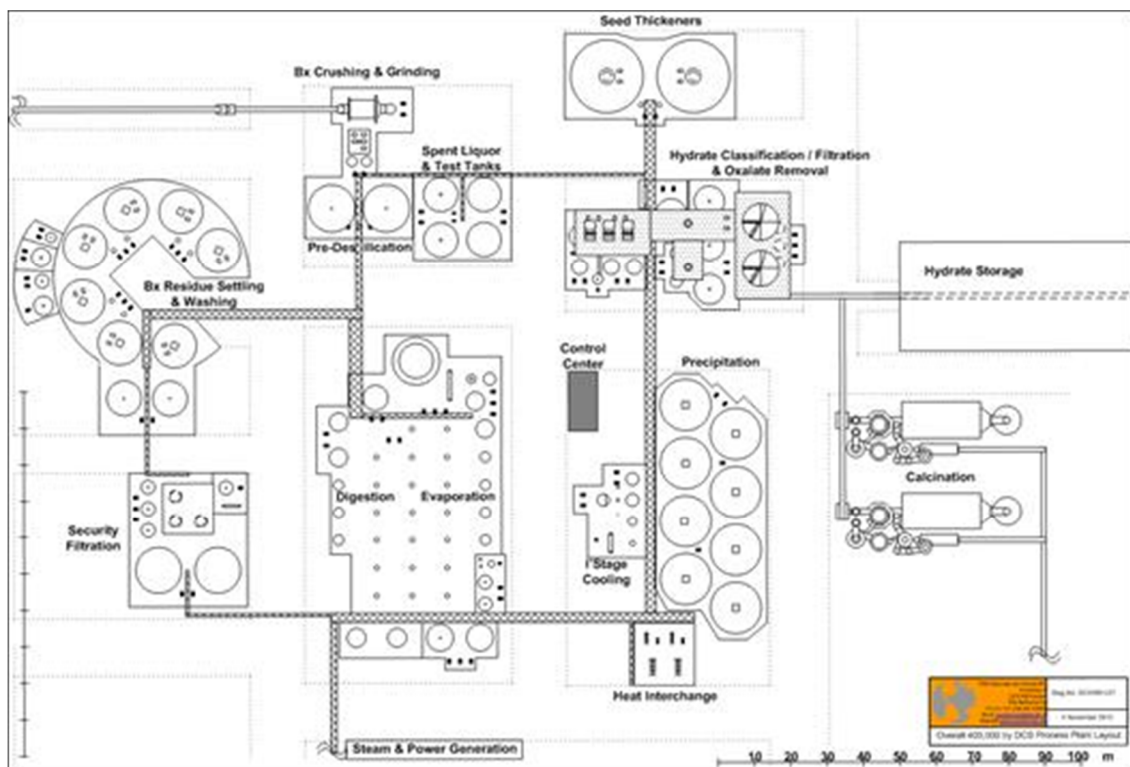 Seed Thickeners
Bx Crushing & Grinding
Spent Liquor
& Test Tanks
Hydrate Classification / Filtration
& Oxalate Removal
Pre-Desilication
Bx Residue Settling
& Washing
Hydrate Storage
Control
Center
Precipitation
Digestion
Evaporation
Calcination
Security
Filtration
I Stage
Cooling
Heat Interchange
Steam & Power Generation
Overall 400,000 by DCS Process Plant Layout
10 20 30 40 50 60 70 80 90 100 m